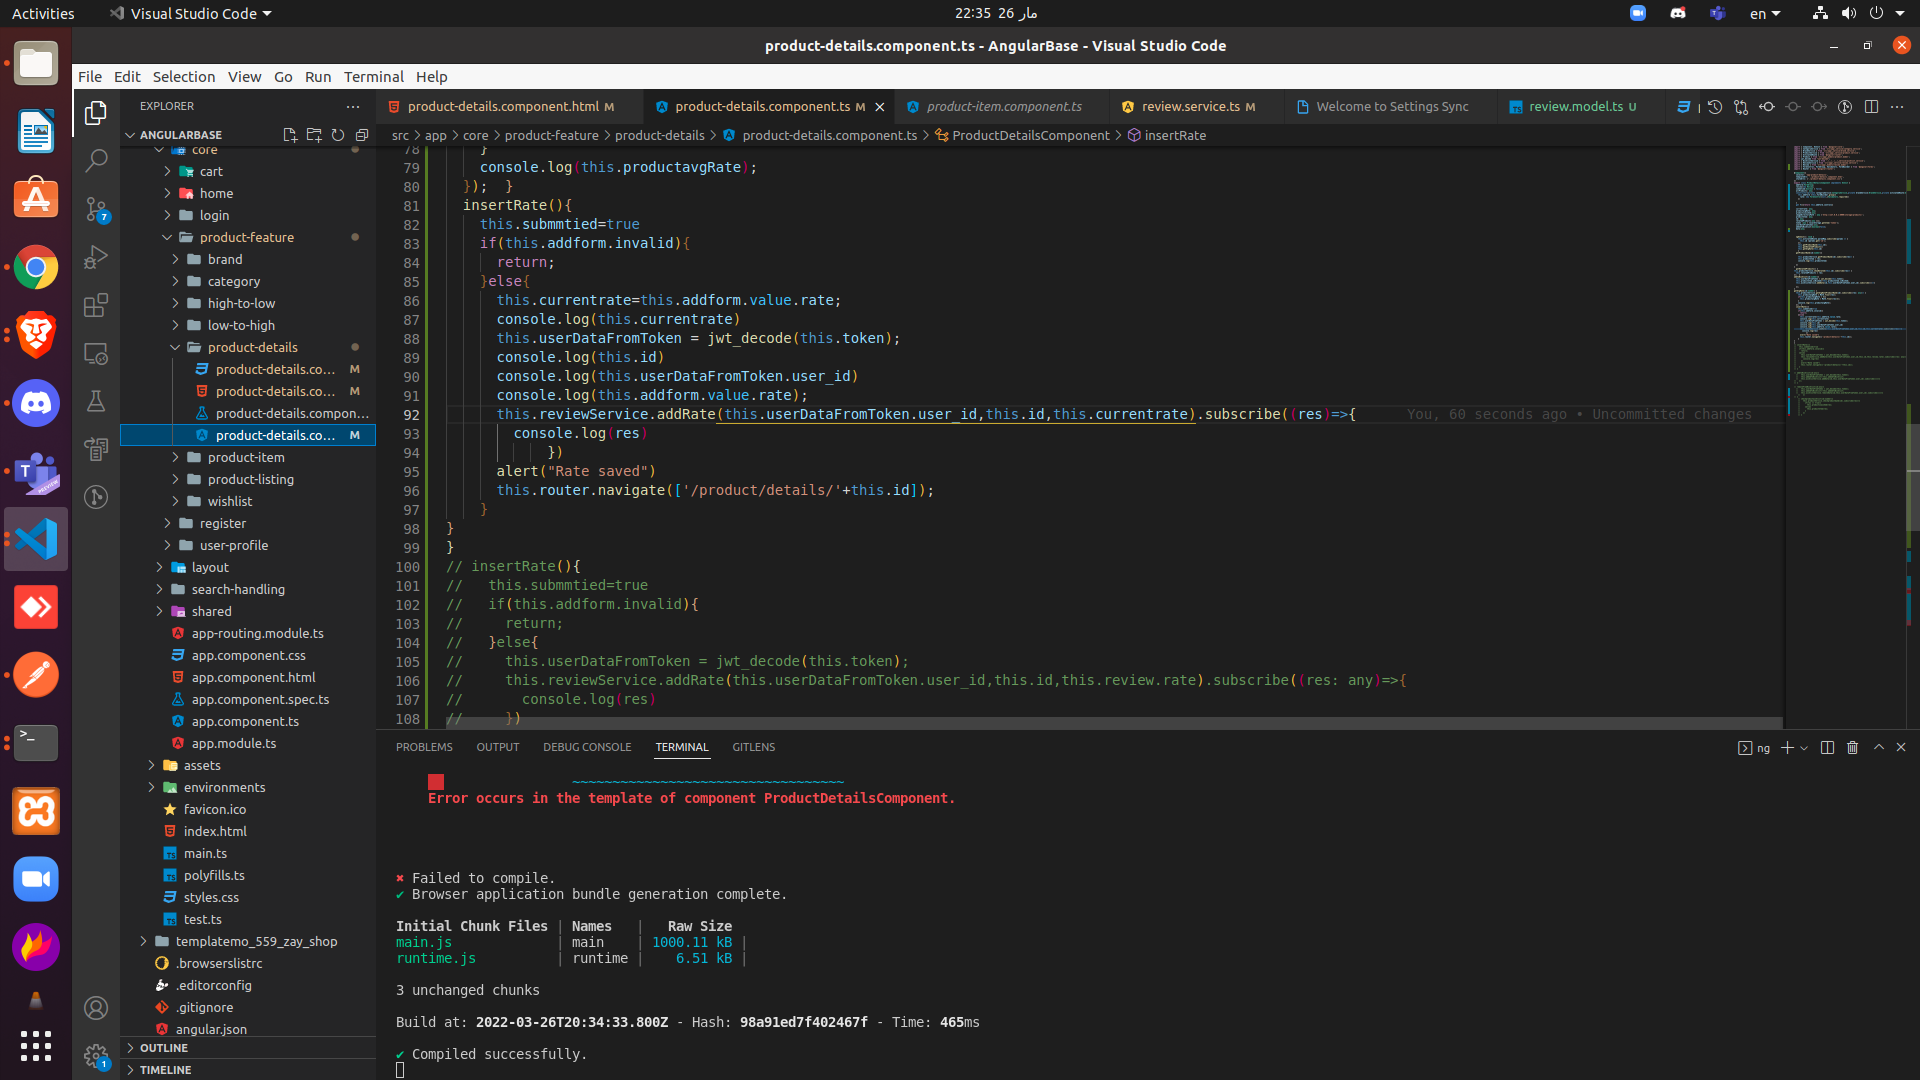 Activities
Visual Studio Code
22:35 26 مار
en
product-details.component.ts - AngularBase - Visual Studio Code
File Edit Selection View Go Run Terminal Help
EXPLORER
product-details.component.html M
product-details.component.ts M
product-item.component.ts
review.service.ts M
Welcome to Settings Sync
review.model.ts U
ANGULARBASE
src > app > core > product-feature > product-details > product-details.component.ts > ProductDetailsComponent > insertRate
core
cart
home
login
product-feature
brand
category
high-to-low
low-to-high
product-details
product-details.co... M
product-details.co... M
product-details.compon...
product-details.co... M
product-item
product-listing
wishlist
register
user-profile
layout
search-handling
shared
app-routing.module.ts
app.component.css
app.component.html
app.component.spec.ts
app.component.ts
app.module.ts
assets
environments
favicon.ico
index.html
main.ts
polyfills.ts
styles.css
test.ts
templatemo_559_zay_shop
.browserslistrc
.editorconfig
.gitignore
angular.json
OUTLINE
TIMELINE
7
1
78 }
79 console.log(this.productavgRate);
80 }); }
81 insertRate(){
82 this.submmtied=true
83 if(this.addform.invalid){
84 return;
85 }else{
86 this.currentrate=this.addform.value.rate;
87 console.log(this.currentrate)
88 this.userDataFromToken = jwt_decode(this.token);
89 console.log(this.id)
90 console.log(this.userDataFromToken.user_id)
91 console.log(this.addform.value.rate);
92 this.reviewService.addRate(this.userDataFromToken.user_id,this.id,this.currentrate).subscribe((res)=>{ You, 60 seconds ago • Uncommitted changes
93 console.log(res)
94 })
95 alert("Rate saved")
96 this.router.navigate(['/product/details/'+this.id]);
97 }
98 }
99 }
100 // insertRate(){
101 // this.submmtied=true
102 // if(this.addform.invalid){
103 // return;
104 // }else{
105 // this.userDataFromToken = jwt_decode(this.token);
106 // this.reviewService.addRate(this.userDataFromToken.user_id,this.id,this.review.rate).subscribe((res: any)=>{
107 // console.log(res)
108 // })
PROBLEMS OUTPUT DEBUG CONSOLE TERMINAL GITLENS
ng
~~~~~~~~~~~~~~~~~~~~~~~~~~~~~~~~~~
Error occurs in the template of component ProductDetailsComponent.
✖ Failed to compile.
✔ Browser application bundle generation complete.
Initial Chunk Files | Names | Raw Size
main.js | main | 1000.11 kB |
runtime.js | runtime | 6.51 kB |
3 unchanged chunks
Build at: 2022-03-26T20:34:33.800Z - Hash: 98a91ed7f402467f - Time: 465ms
✔ Compiled successfully.